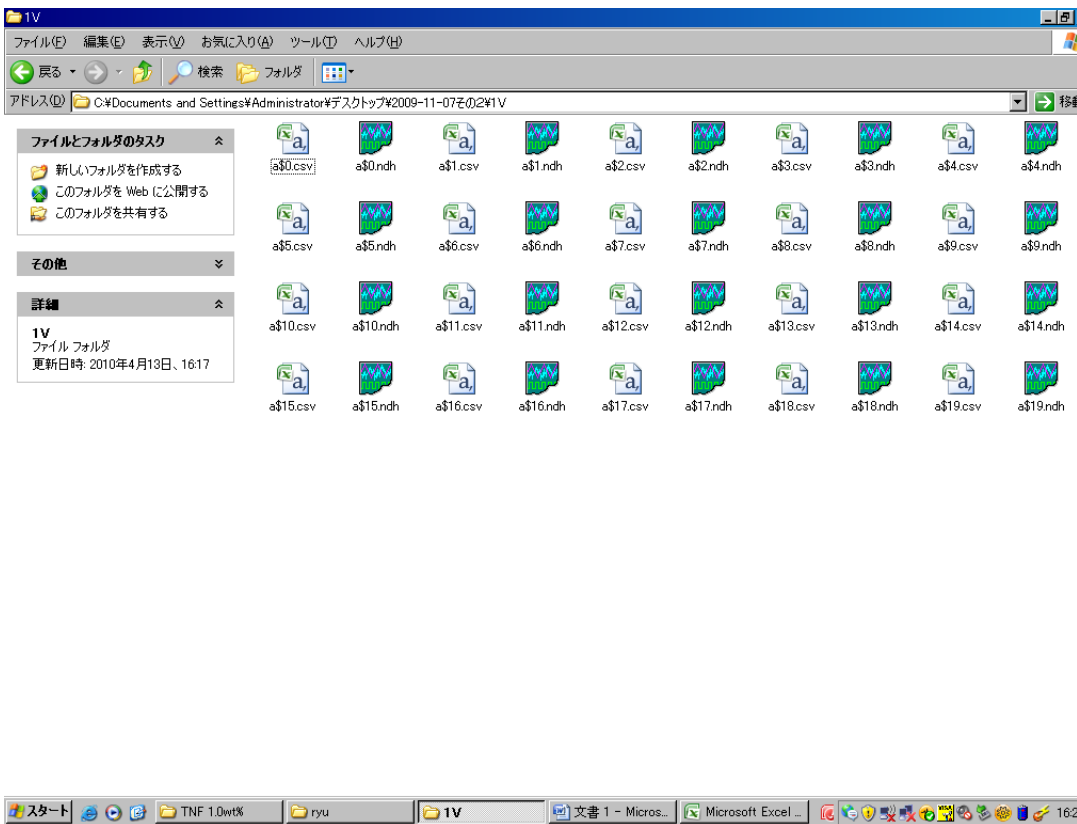 1V
ファイル(F) 編集(E) 表示(V) お気に入り(A) ツール(T) ヘルプ(H)
戻る 検索 フォルダ
アドレス(D) C:¥Documents and Settings¥Administrator¥デスクトップ¥2009-11-07その2¥1V 移動
ファイルとフォルダのタスク
新しいフォルダを作成する
このフォルダを Web に公開する
このフォルダを共有する
その他
詳細
1V
ファイル フォルダ
更新日時: 2010年4月13日、16:17
a$0.csv a$0.ndh a$1.csv a$1.ndh a$2.csv a$2.ndh a$3.csv a$3.ndh a$4.csv a$4.ndh
a$5.csv a$5.ndh a$6.csv a$6.ndh a$7.csv a$7.ndh a$8.csv a$8.ndh a$9.csv a$9.ndh
a$10.csv a$10.ndh a$11.csv a$11.ndh a$12.csv a$12.ndh a$13.csv a$13.ndh a$14.csv a$14.ndh
a$15.csv a$15.ndh a$16.csv a$16.ndh a$17.csv a$17.ndh a$18.csv a$18.ndh a$19.csv a$19.ndh
スタート TNF 1.0wt% ryu 1V 文書 1 - Micros... Microsoft Excel ... 16:2